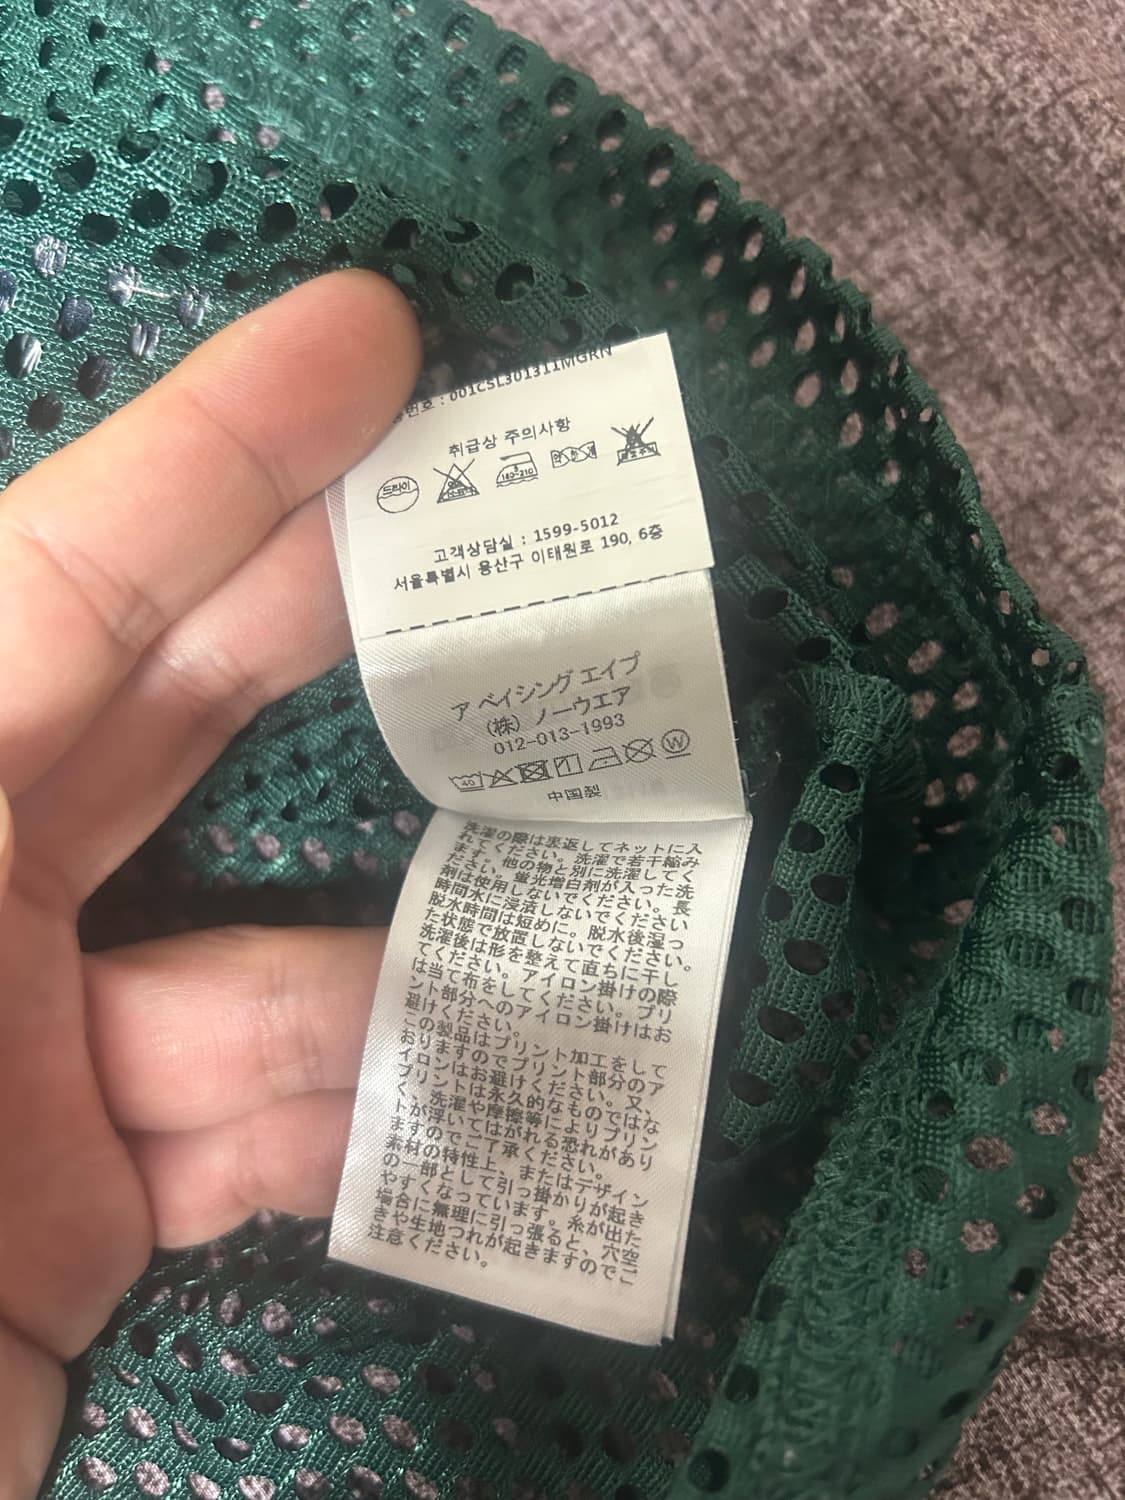 번호 : 001CSL301311MGRN
취급상 주의사항
드라이
180~210
고객상담실 : 1599-5012
서울특별시 용산구 이태원로 190, 6층
ア ベイシング エイプ
(株) ノーウエア
012-013-1993
40
W
中国製
洗濯の際は裏返してネットに入
れてください。洗濯で若干縮み
ます。他の物と別に洗濯してく
ださい。蛍光増白剤が入った洗
剤は使用しないでください。長
時間水に浸漬しないでください
脱水時間は短めに。脱水後湿っ
た状態で放置しないでください。
洗濯後は形を整えて直ちに干し
てください。アイロン掛けの際
は当て布をしてください。プリ
ント部分へのアイロン掛けはお
避けください。
この製品はプリント加工をして
おりますのでプリント部分のア
イロンはお避けください。又、
プリントは永久的なものではな
く、洗濯や摩擦等によりプリン
トが浮いてはがれる恐れがあり
ますのでご了承ください。
素材の特性上、またはデザイン
の一部として引っ掛かりが起き
やすくなっています。糸が出た
場合に無理に引っ張ると、穴空
きや生地つれが起きますのでご
注意ください。